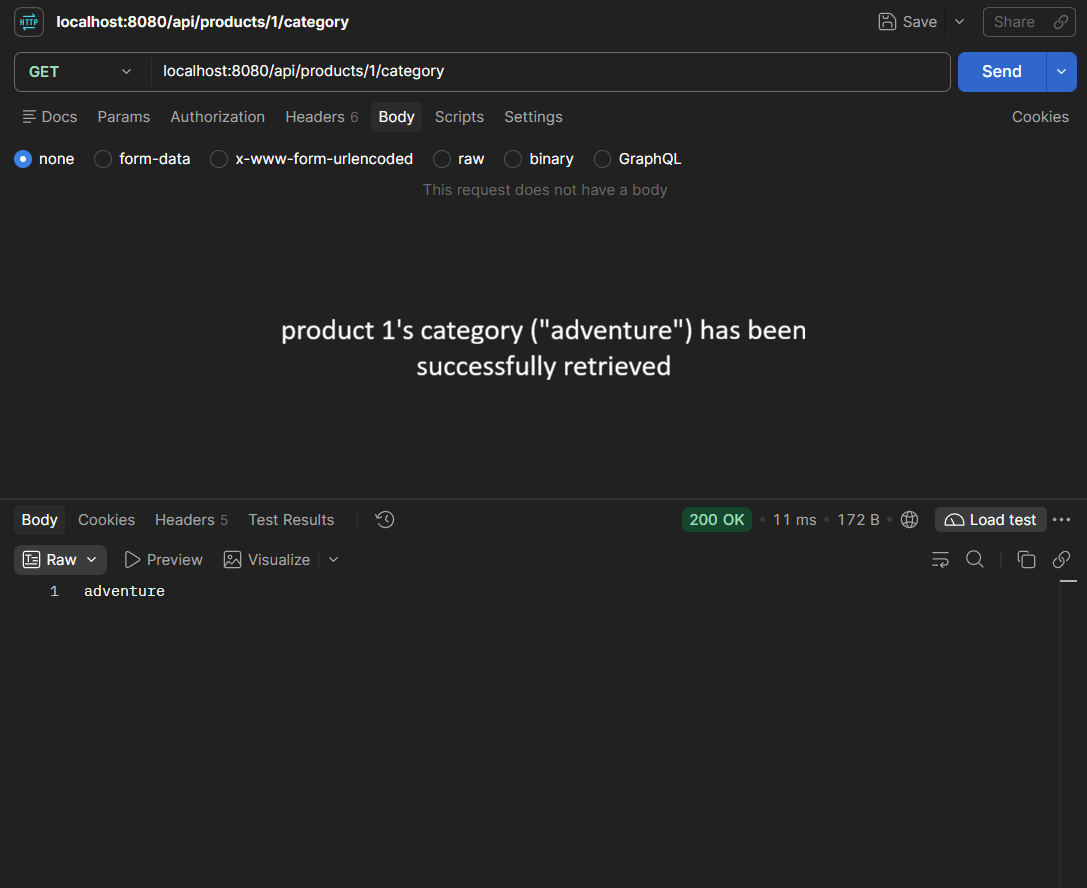 HTTP localhost:8080/api/products/1/category Save Share
GET localhost:8080/api/products/1/category Send
Docs Params Authorization Headers 6 Body Scripts Settings Cookies
none form-data x-www-form-urlencoded raw binary GraphQL
This request does not have a body
product 1's category ("adventure") has been
successfully retrieved
Body Cookies Headers 5 Test Results 200 OK • 11 ms • 172 B • Load test
Raw Preview Visualize
1 adventure